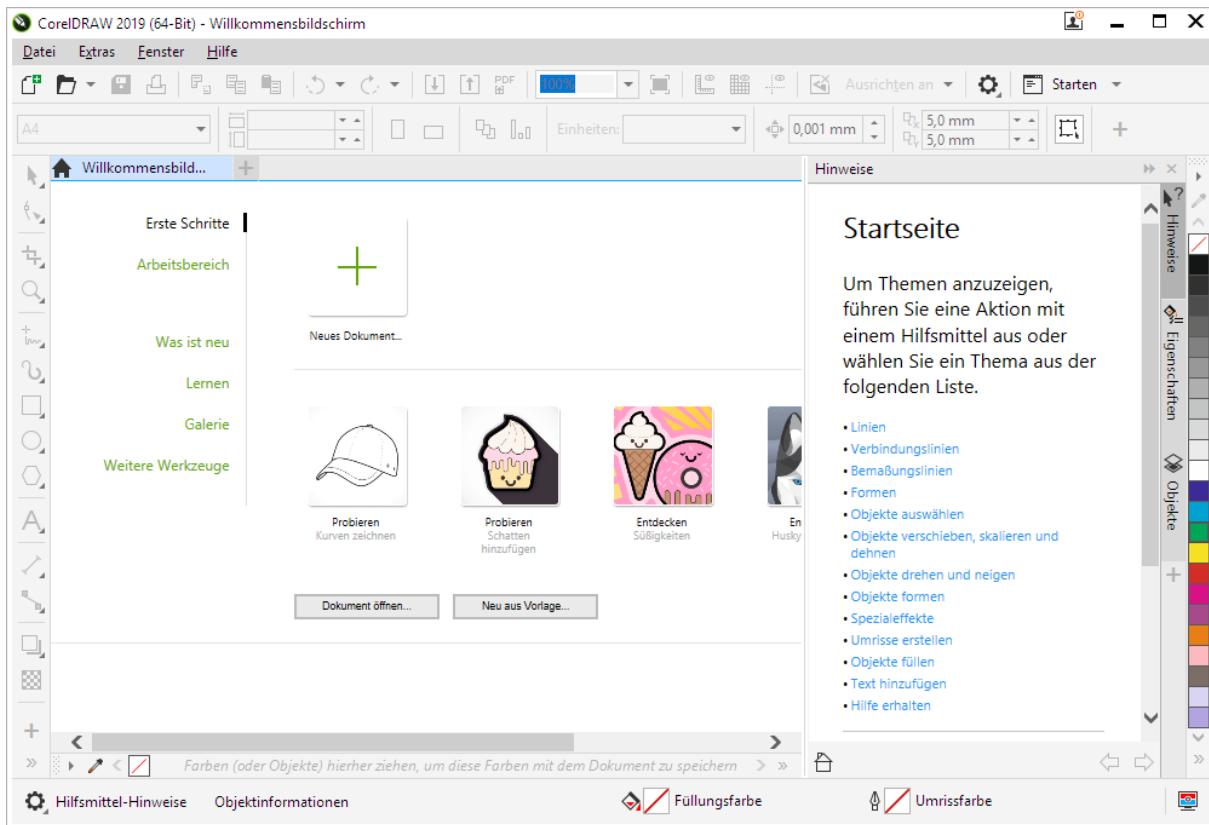 CorelDRAW 2019 (64-Bit) - Willkommensbildschirm
Datei Extras Fenster Hilfe
PDF 100% Ausrichten an Starten
A4 Einheiten: 0,001 mm 5,0 mm
5,0 mm
Willkommensbild...
Erste Schritte
Arbeitsbereich
Was ist neu
Lernen
Galerie
Weitere Werkzeuge
Neues Dokument...
Probieren
Kurven zeichnen
Probieren
Schatten
hinzufügen
Entdecken
Süßigkeiten
En
Husky
Dokument öffnen...
Neu aus Vorlage...
Hinweise
Startseite
Um Themen anzuzeigen,
führen Sie eine Aktion mit
einem Hilfsmittel aus oder
wählen Sie ein Thema aus der
folgenden Liste.
• Linien
• Verbindungslinien
• Bemaßungslinien
• Formen
• Objekte auswählen
• Objekte verschieben, skalieren und
dehnen
• Objekte drehen und neigen
• Objekte formen
• Spezialeffekte
• Umrisse erstellen
• Objekte füllen
• Text hinzufügen
• Hilfe erhalten
Hinweise
Eigenschaften
Objekte
Farben (oder Objekte) hierher ziehen, um diese Farben mit dem Dokument zu speichern
Hilfsmittel-Hinweise Objektinformationen Füllungsfarbe Umrissfarbe